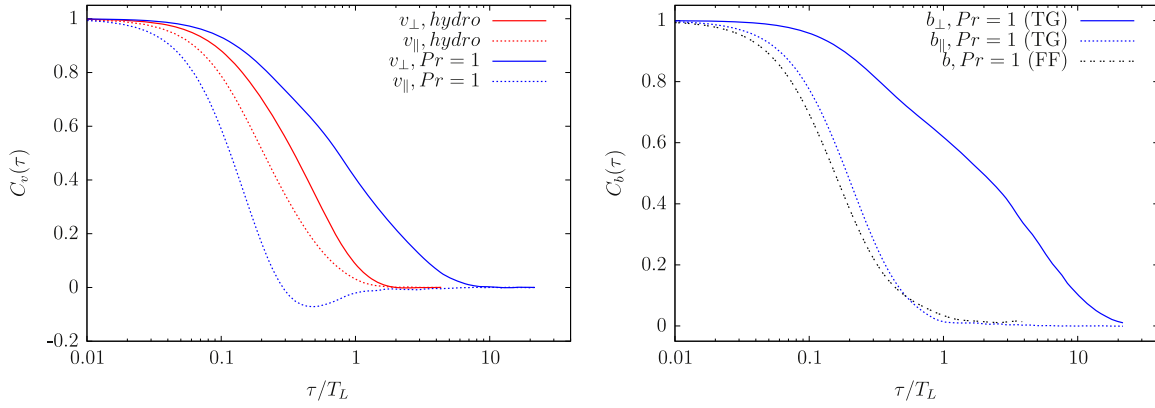 1
0.8
0.6
0.4
0.2
0
-0.2
0.01
0.1
1
10
C_v(τ)
τ/T_L
v_⊥, hydro
v_∥, hydro
v_⊥, Pr = 1
v_∥, Pr = 1
1
0.8
0.6
0.4
0.2
0
0.01
0.1
1
10
C_b(τ)
τ/T_L
b_⊥, Pr = 1 (TG)
b_∥, Pr = 1 (TG)
b, Pr = 1 (FF)